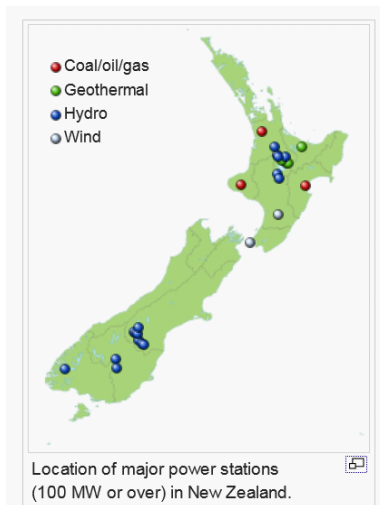 Coal/oil/gas
Geothermal
Hydro
Wind
Location of major power stations
(100 MW or over) in New Zealand.